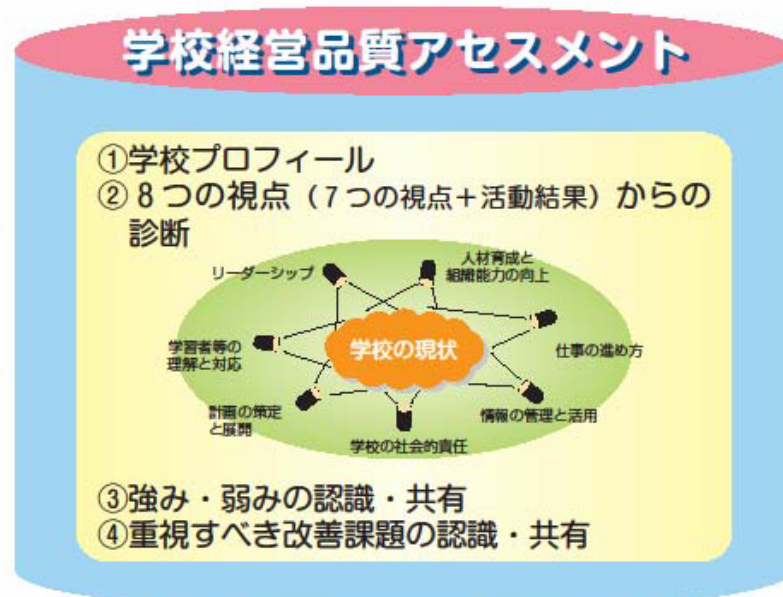 学校経営品質アセスメント
①学校プロフィール
②8つの視点（7つの視点＋活動結果）からの
診断
リーダーシップ
人材育成と
組織能力の向上
学習者等の
理解と対応
学校の現状
仕事の進め方
計画の策定
と展開
情報の管理と活用
学校の社会的責任
③強み・弱みの認識・共有
④重視すべき改善課題の認識・共有